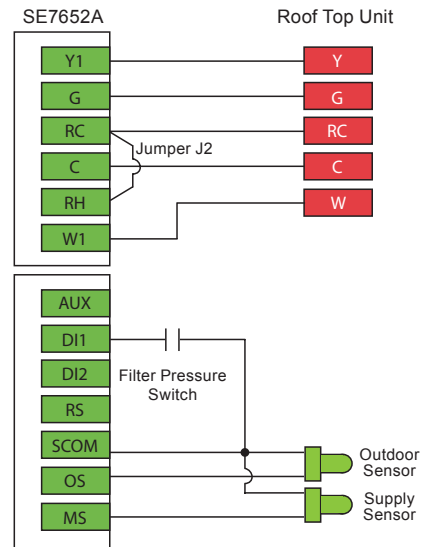 SE7652A
Roof Top Unit
Y1
Y
G
G
RC
RC
Jumper J2
C
C
RH
W
W1
AUX
DI1
DI2
Filter Pressure
Switch
RS
SCOM
Outdoor
Sensor
OS
Supply
Sensor
MS